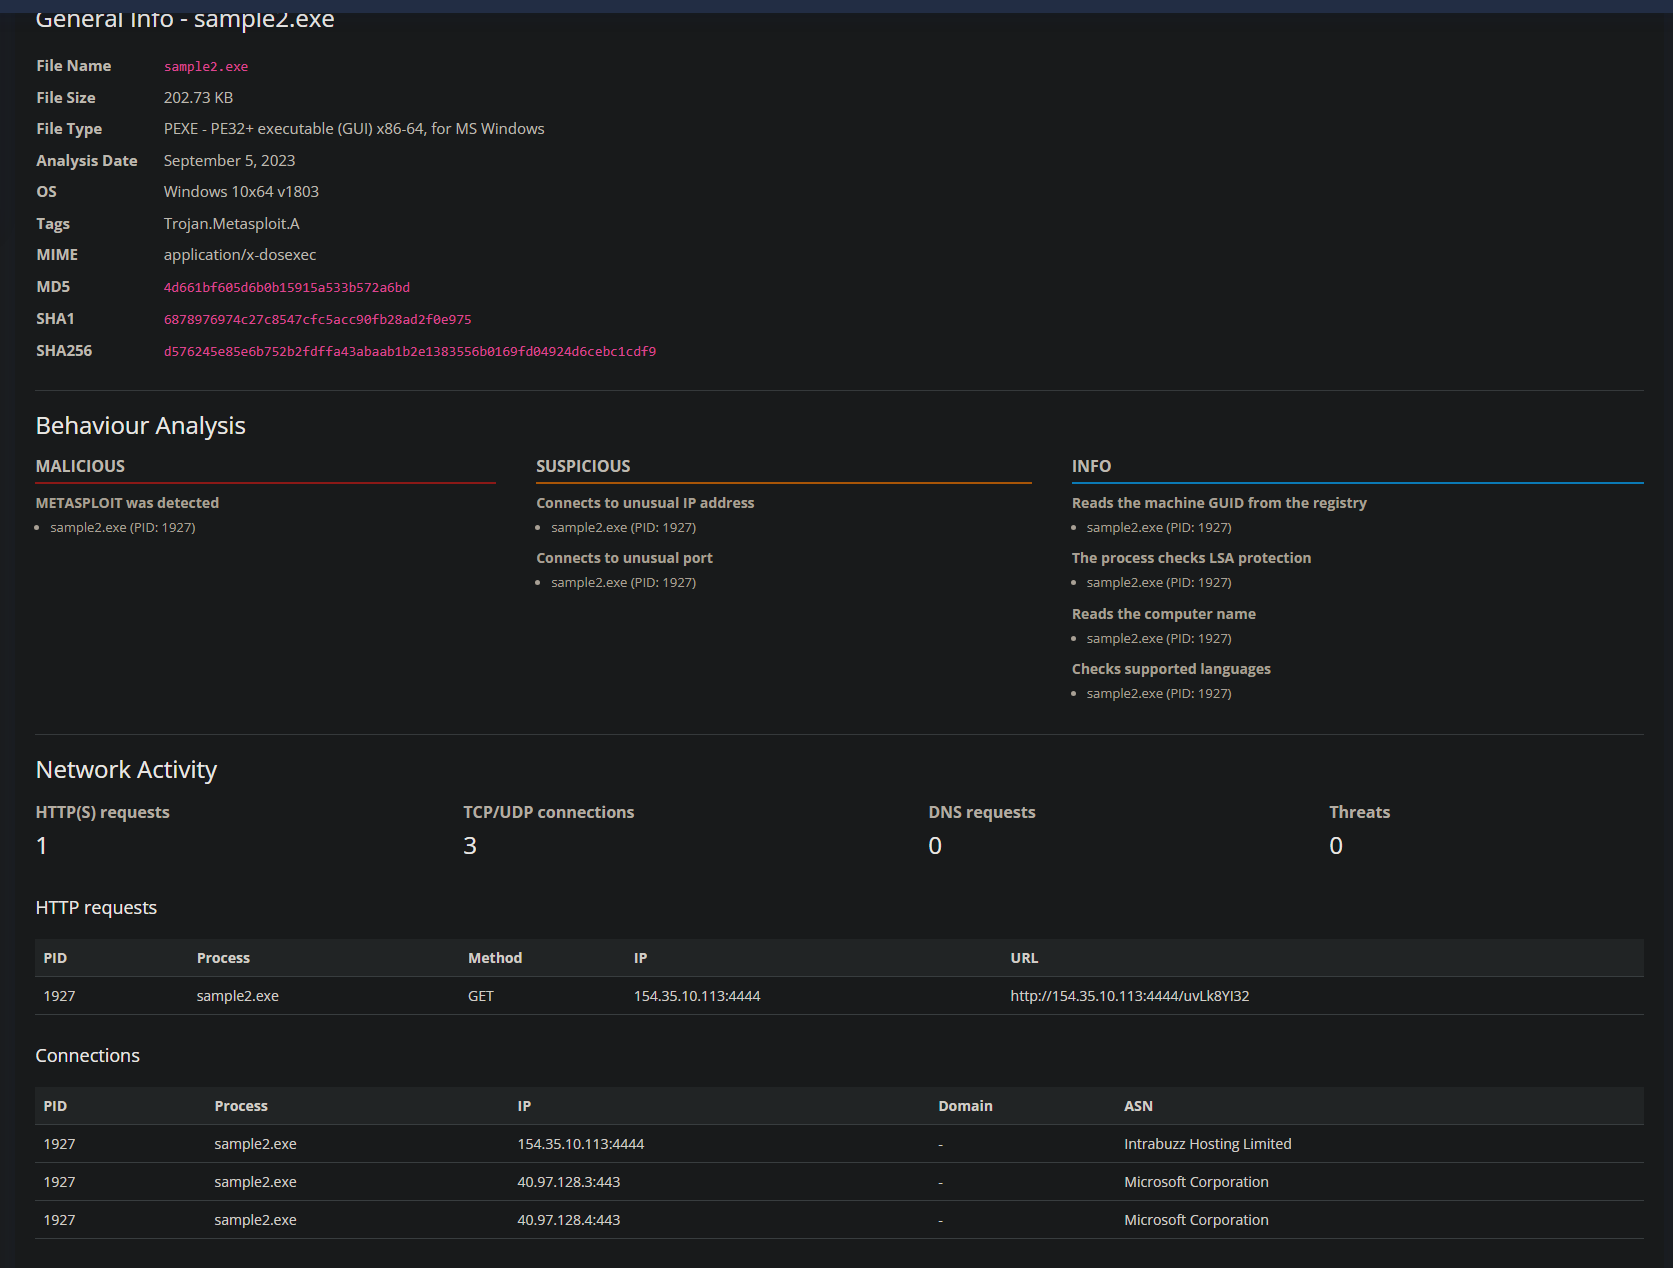 General Info - sample2.exe
File Name sample2.exe
File Size 202.73 KB
File Type PEXE - PE32+ executable (GUI) x86-64, for MS Windows
Analysis Date September 5, 2023
OS Windows 10x64 v1803
Tags Trojan.Metasploit.A
MIME application/x-dosexec
MD5 4d661bf605d6b0b15915a533b572a6bd
SHA1 6878976974c27c8547cfc5acc90fb28ad2f0e975
SHA256 d576245e85e6b752b2fdffa43abaab1b2e1383556b0169fd04924d6cebc1cdf9
Behaviour Analysis
MALICIOUS
METASPLOIT was detected
sample2.exe (PID: 1927)
SUSPICIOUS
Connects to unusual IP address
sample2.exe (PID: 1927)
Connects to unusual port
sample2.exe (PID: 1927)
INFO
Reads the machine GUID from the registry
sample2.exe (PID: 1927)
The process checks LSA protection
sample2.exe (PID: 1927)
Reads the computer name
sample2.exe (PID: 1927)
Checks supported languages
sample2.exe (PID: 1927)
Network Activity
HTTP(S) requests TCP/UDP connections DNS requests Threats
1 3 0 0
HTTP requests
PID Process Method IP URL
1927 sample2.exe GET 154.35.10.113:4444 http://154.35.10.113:4444/uvLk8YI32
Connections
PID Process IP Domain ASN
1927 sample2.exe 154.35.10.113:4444 - Intrabuzz Hosting Limited
1927 sample2.exe 40.97.128.3:443 - Microsoft Corporation
1927 sample2.exe 40.97.128.4:443 - Microsoft Corporation